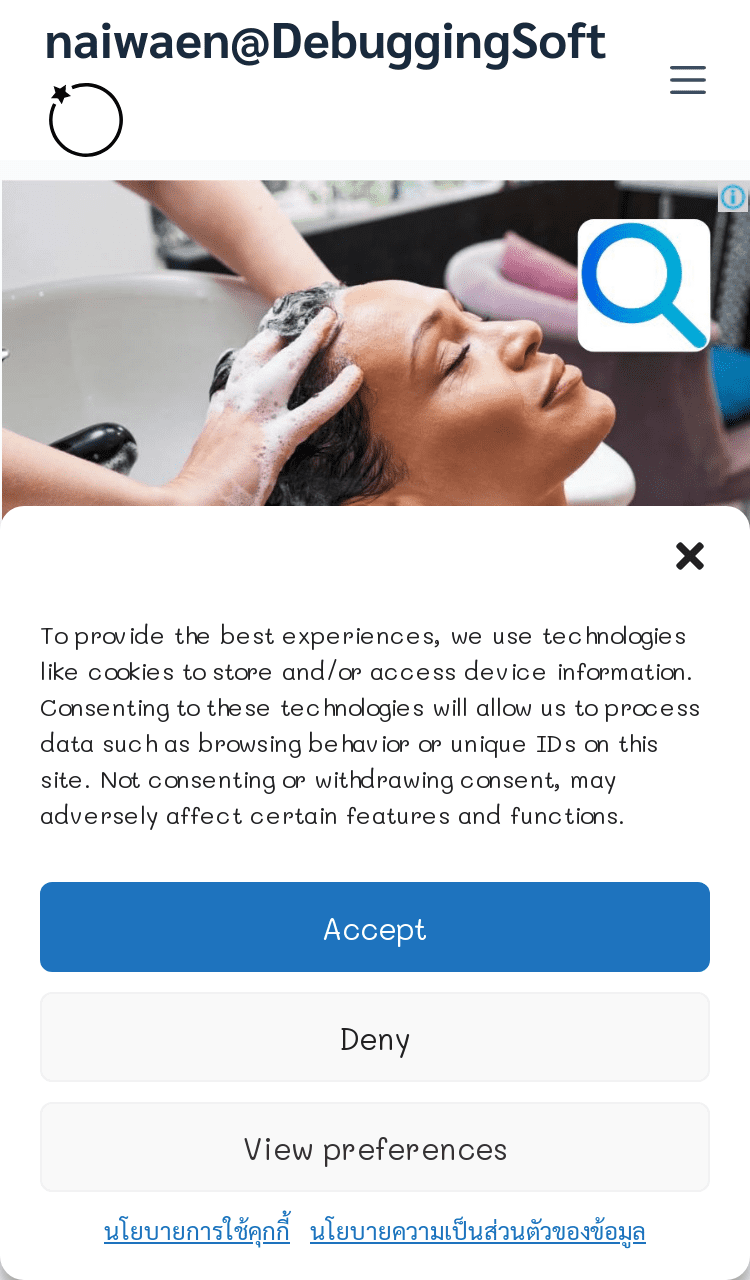 naiwaen@DebuggingSoft
To provide the best experiences, we use technologies
like cookies to store and/or access device information.
Consenting to these technologies will allow us to process
data such as browsing behavior or unique IDs on this
site. Not consenting or withdrawing consent, may
adversely affect certain features and functions.
Accept
Deny
View preferences
นโยบายการใช้คุกกี้ นโยบายความเป็นส่วนตัวของข้อมูล